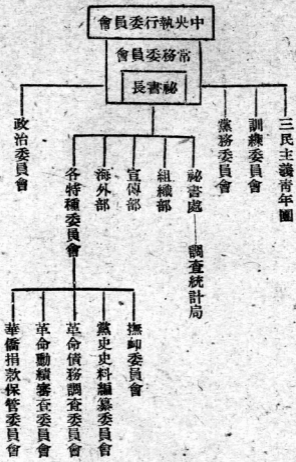 中央執行委員會
常務委員會
祕書長
三民主義青年團
訓練委員會
黨務委員會
政治委員會
祕書處
調查統計局
組織部
宣傳部
海外部
各特種委員會
撫卹委員會
黨史史料編纂委員會
革命債務調查委員會
革命勳績審查委員會
華僑捐款保管委員會